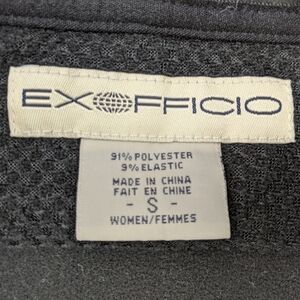 EXOFFICIO
91% POLYESTER
9% ELASTIC
MADE IN CHINA
FAIT EN CHINE
- S -
WOMEN/FEMMES